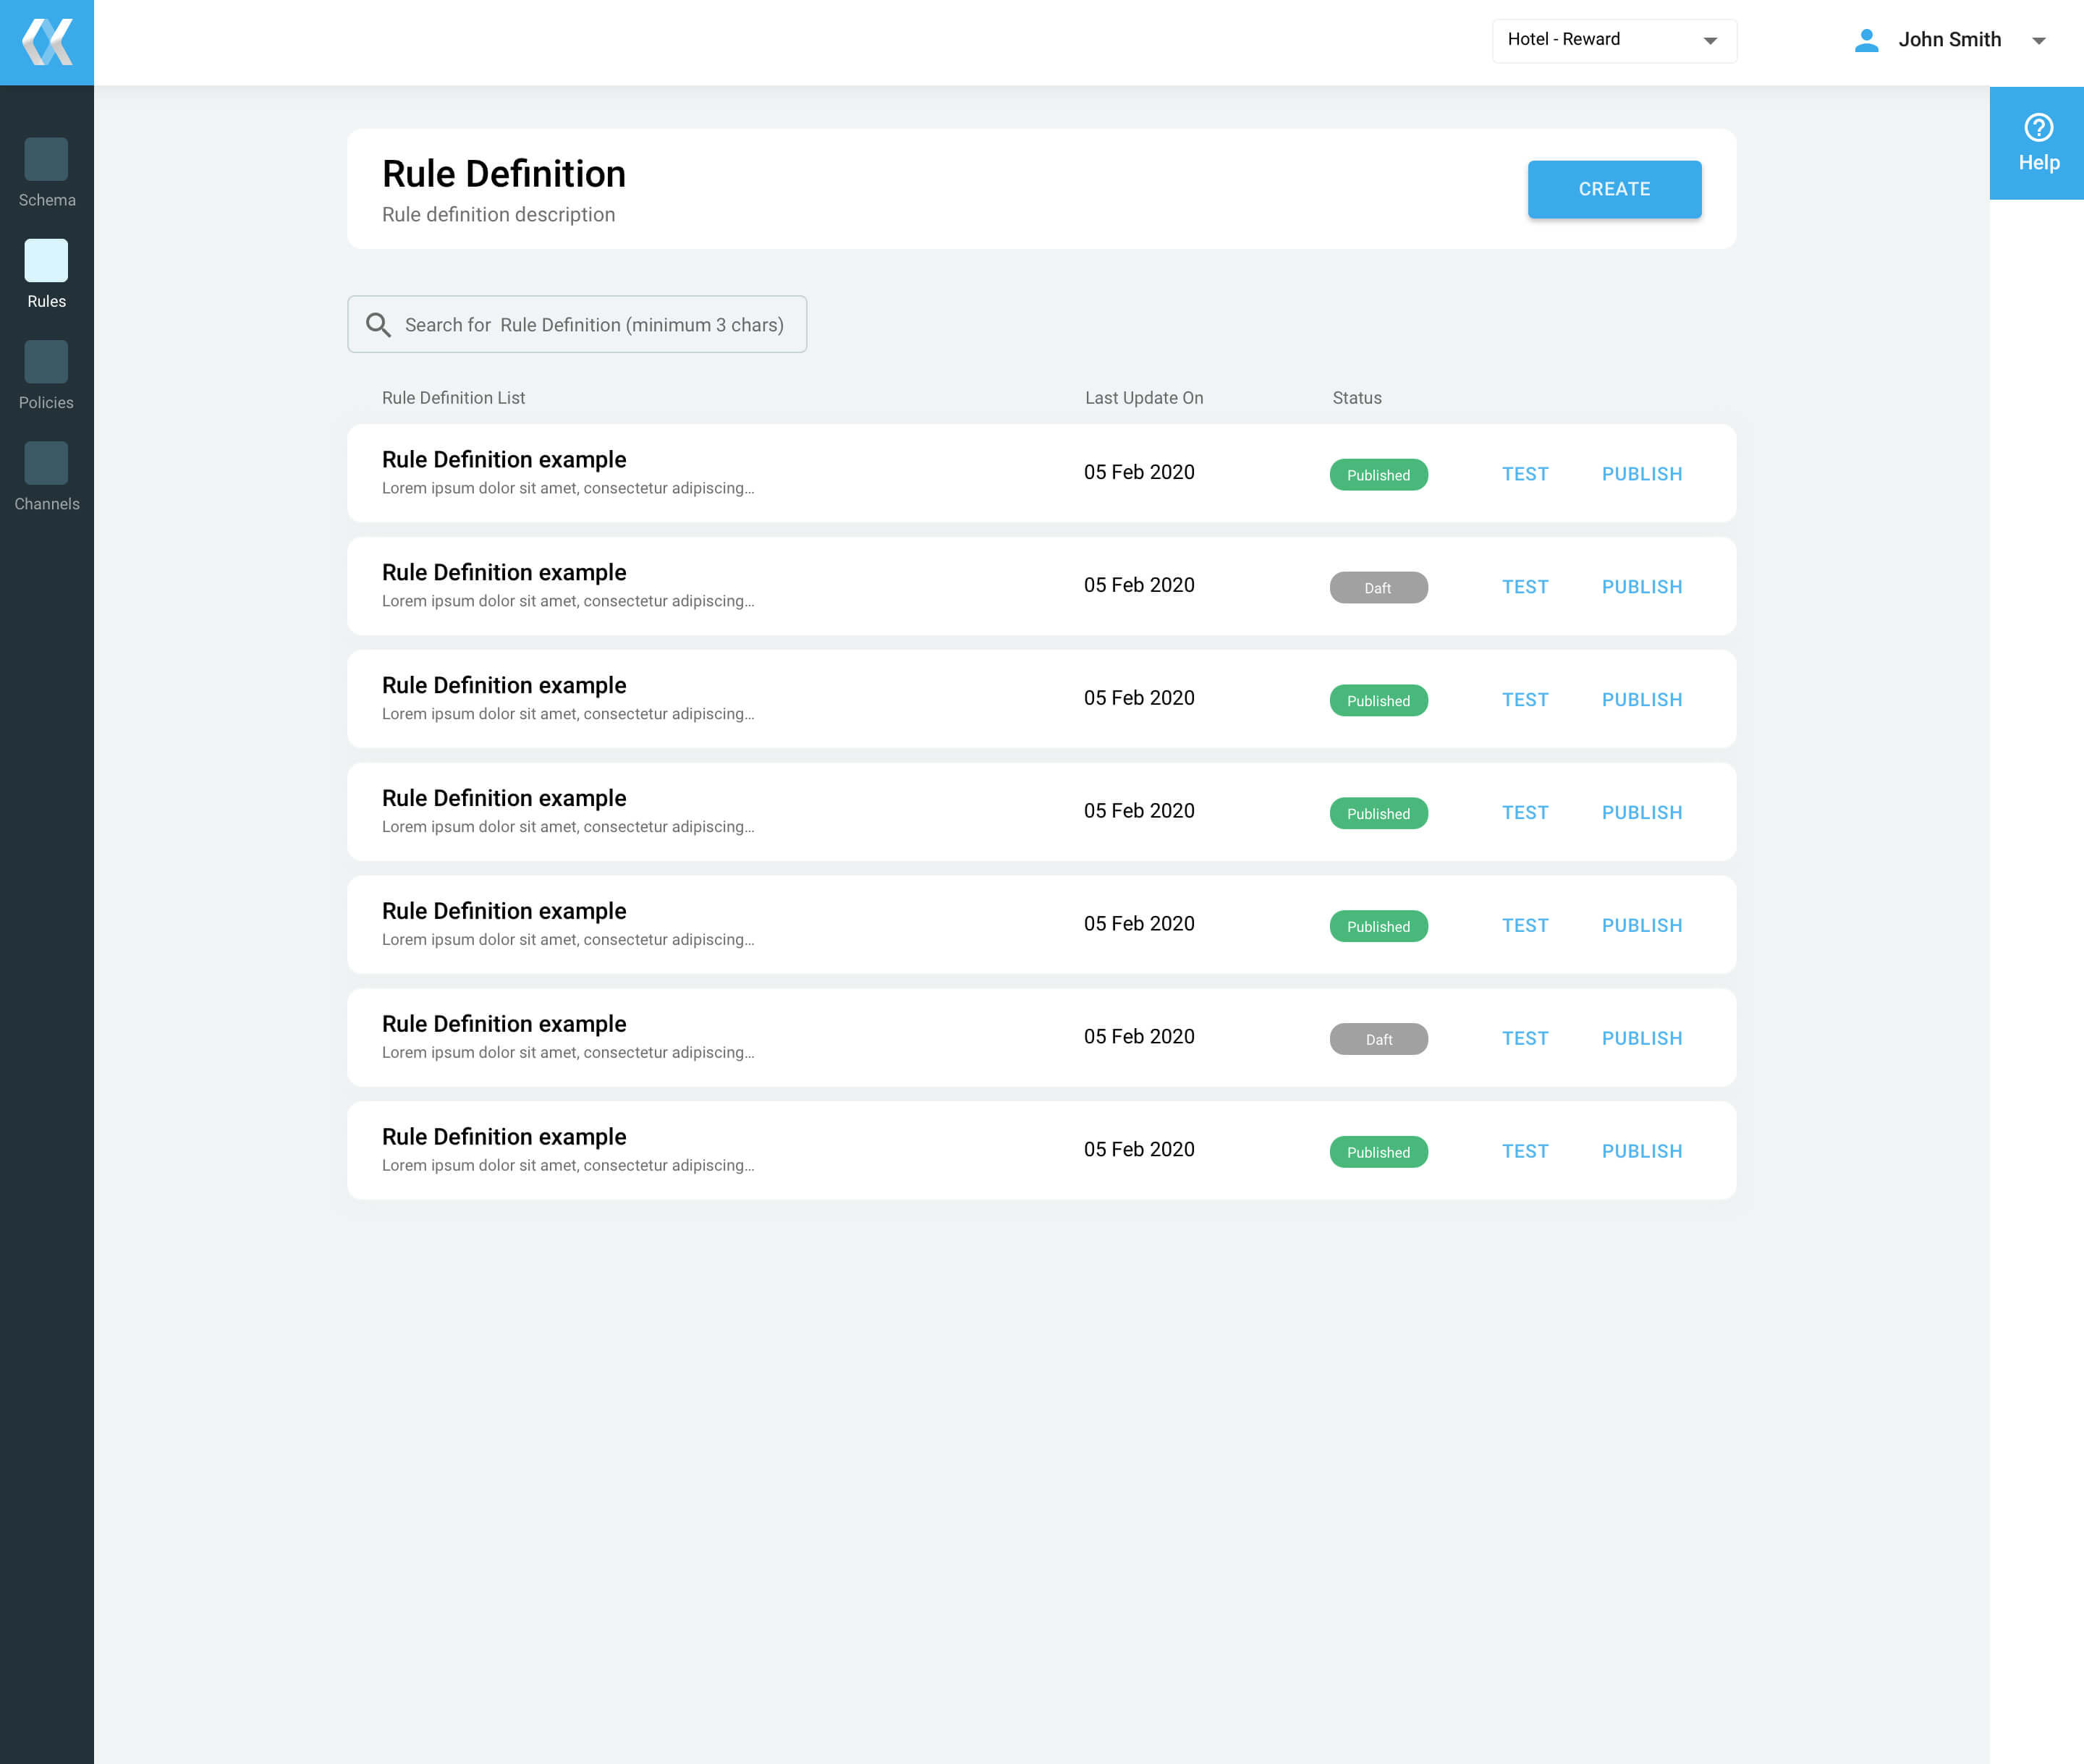 Hotel - Reward
John Smith
Help
Schema
Rules
Policies
Channels
Rule Definition
Rule definition description
CREATE
Search for  Rule Definition (minimum 3 chars)
Rule Definition List Last Update On Status
Rule Definition example
Lorem ipsum dolor sit amet, consectetur adipiscing...
05 Feb 2020 Published TEST PUBLISH
Rule Definition example
Lorem ipsum dolor sit amet, consectetur adipiscing...
05 Feb 2020 Daft TEST PUBLISH
Rule Definition example
Lorem ipsum dolor sit amet, consectetur adipiscing...
05 Feb 2020 Published TEST PUBLISH
Rule Definition example
Lorem ipsum dolor sit amet, consectetur adipiscing...
05 Feb 2020 Published TEST PUBLISH
Rule Definition example
Lorem ipsum dolor sit amet, consectetur adipiscing...
05 Feb 2020 Published TEST PUBLISH
Rule Definition example
Lorem ipsum dolor sit amet, consectetur adipiscing...
05 Feb 2020 Daft TEST PUBLISH
Rule Definition example
Lorem ipsum dolor sit amet, consectetur adipiscing...
05 Feb 2020 Published TEST PUBLISH